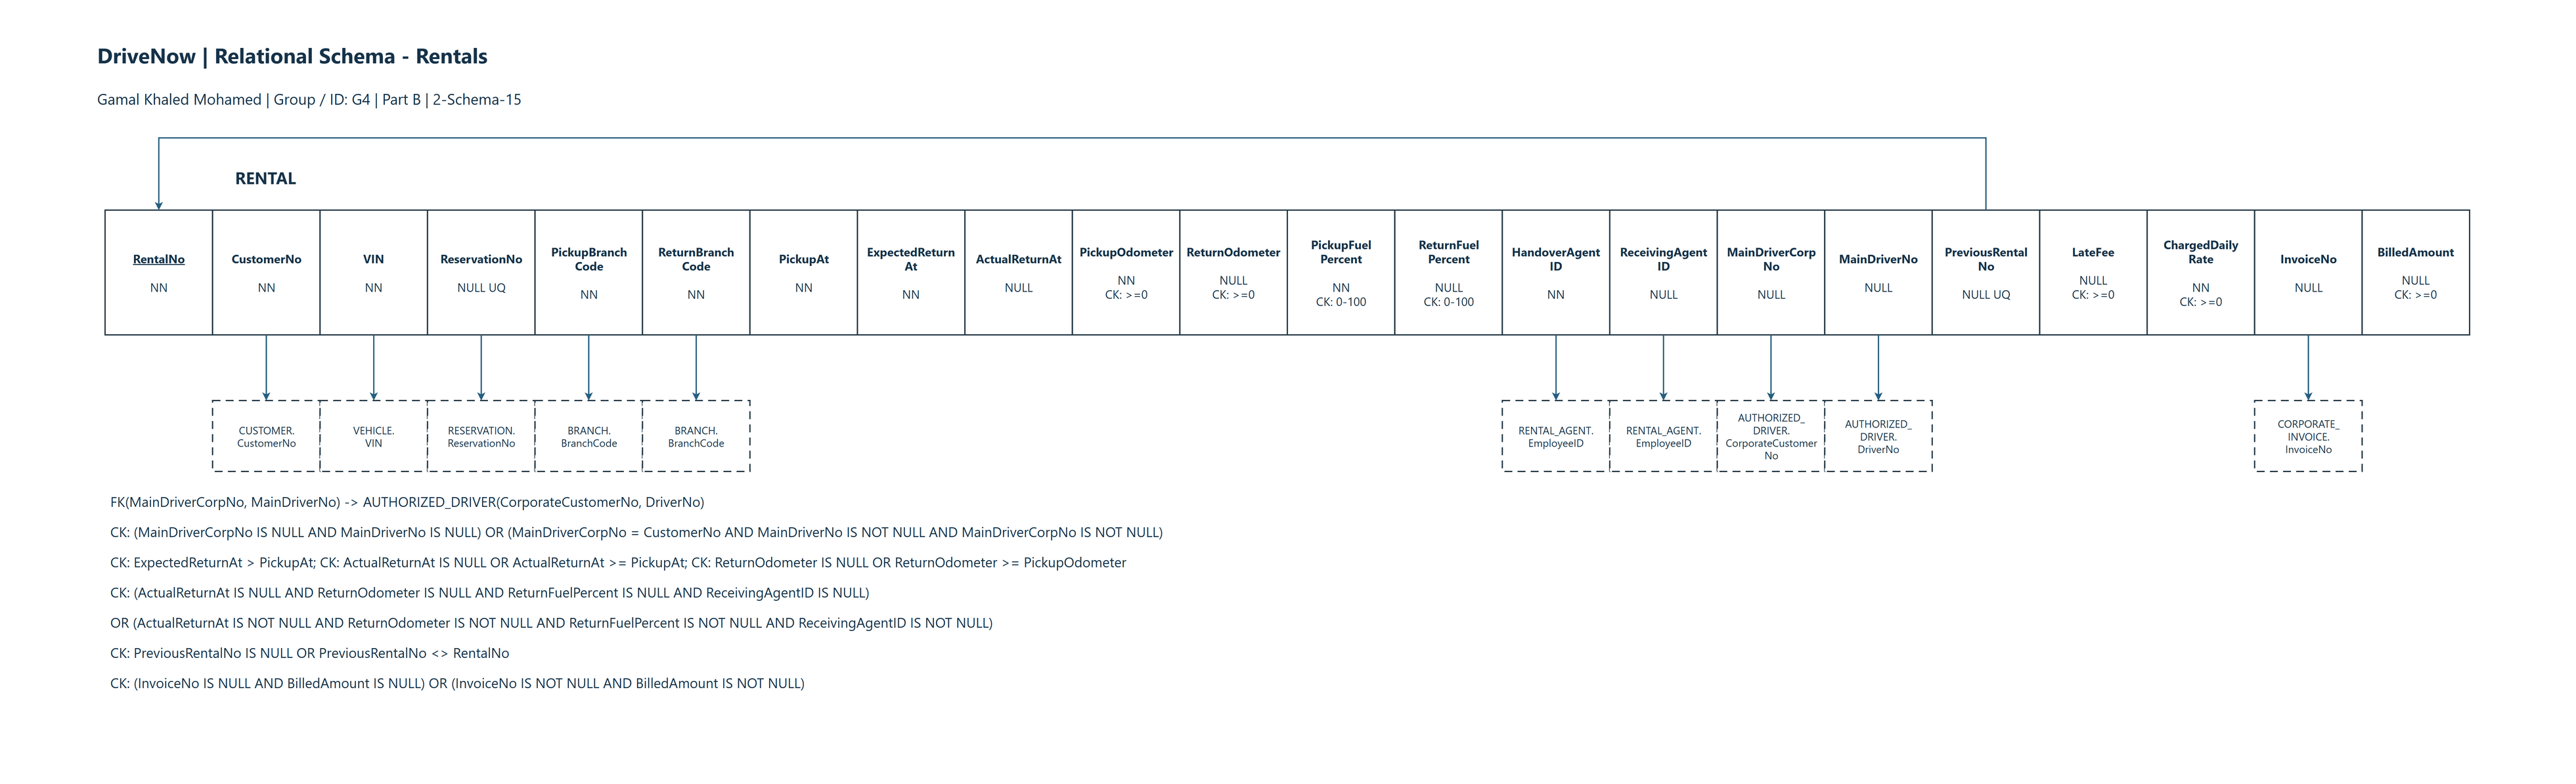 DriveNow | Relational Schema - Rentals
Gamal Khaled Mohamed | Group / ID: G4 | Part B | 2-Schema-15
RENTAL
RentalNo
NN
CustomerNo
NN
VIN
NN
ReservationNo
NULL UQ
PickupBranch
Code
NN
ReturnBranch
Code
NN
PickupAt
NN
ExpectedReturn
At
NN
ActualReturnAt
NULL
PickupOdometer
NN
CK: >=0
ReturnOdometer
NULL
CK: >=0
PickupFuel
Percent
NN
CK: 0-100
ReturnFuel
Percent
NULL
CK: 0-100
HandoverAgent
ID
NN
ReceivingAgent
ID
NULL
MainDriverCorp
No
NULL
MainDriverNo
NULL
PreviousRental
No
NULL UQ
LateFee
NULL
CK: >=0
ChargedDaily
Rate
NN
CK: >=0
InvoiceNo
NULL
BilledAmount
NULL
CK: >=0
CUSTOMER.
CustomerNo
VEHICLE.
VIN
RESERVATION.
ReservationNo
BRANCH.
BranchCode
BRANCH.
BranchCode
RENTAL_AGENT.
EmployeeID
RENTAL_AGENT.
EmployeeID
AUTHORIZED_
DRIVER.
CorporateCustomer
No
AUTHORIZED_
DRIVER.
DriverNo
CORPORATE_
INVOICE.
InvoiceNo
FK(MainDriverCorpNo, MainDriverNo) -> AUTHORIZED_DRIVER(CorporateCustomerNo, DriverNo)
CK: (MainDriverCorpNo IS NULL AND MainDriverNo IS NULL) OR (MainDriverCorpNo = CustomerNo AND MainDriverNo IS NOT NULL AND MainDriverCorpNo IS NOT NULL)
CK: ExpectedReturnAt > PickupAt; CK: ActualReturnAt IS NULL OR ActualReturnAt >= PickupAt; CK: ReturnOdometer IS NULL OR ReturnOdometer >= PickupOdometer
CK: (ActualReturnAt IS NULL AND ReturnOdometer IS NULL AND ReturnFuelPercent IS NULL AND ReceivingAgentID IS NULL)
OR (ActualReturnAt IS NOT NULL AND ReturnOdometer IS NOT NULL AND ReturnFuelPercent IS NOT NULL AND ReceivingAgentID IS NOT NULL)
CK: PreviousRentalNo IS NULL OR PreviousRentalNo <> RentalNo
CK: (InvoiceNo IS NULL AND BilledAmount IS NULL) OR (InvoiceNo IS NOT NULL AND BilledAmount IS NOT NULL)